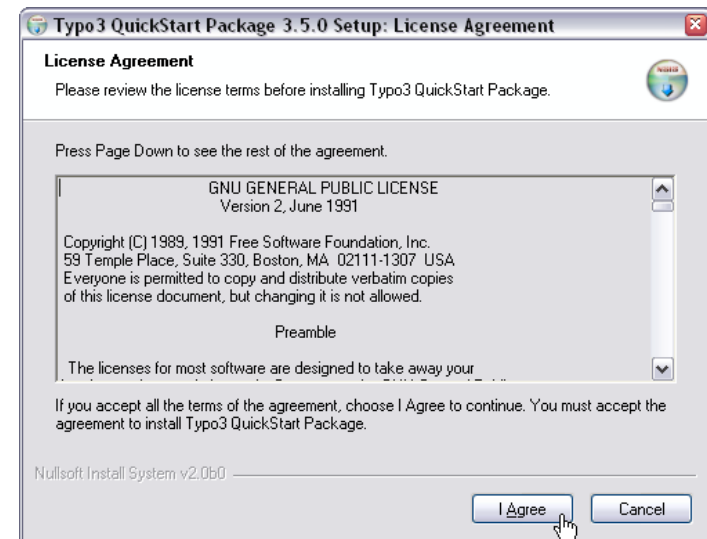 Typo3 QuickStart Package 3.5.0 Setup: License Agreement
License Agreement
Please review the license terms before installing Typo3 QuickStart Package.
Press Page Down to see the rest of the agreement.
GNU GENERAL PUBLIC LICENSE
Version 2, June 1991
Copyright (C) 1989, 1991 Free Software Foundation, Inc.
59 Temple Place, Suite 330, Boston, MA  02111-1307  USA
Everyone is permitted to copy and distribute verbatim copies
of this license document, but changing it is not allowed.
Preamble
The licenses for most software are designed to take away your
If you accept all the terms of the agreement, choose I Agree to continue. You must accept the
agreement to install Typo3 QuickStart Package.
Nullsoft Install System v2.0b0
I Agree
Cancel